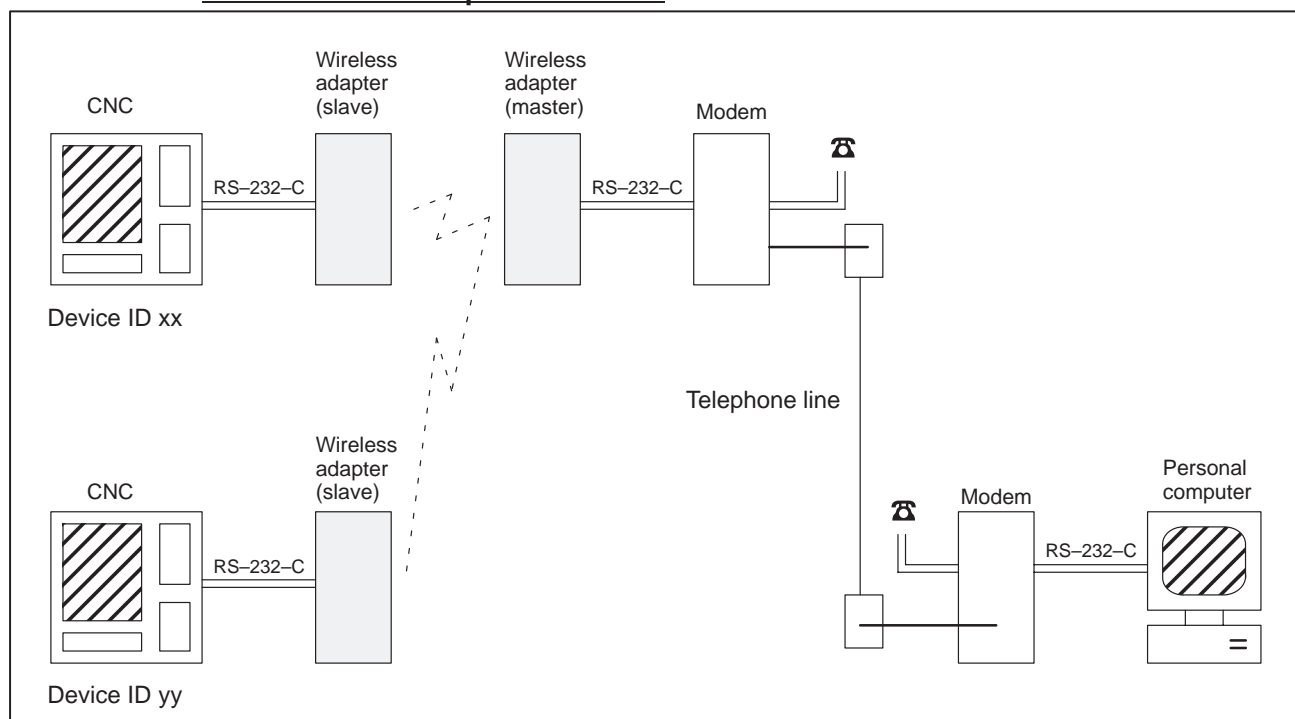 CNC
Wireless
adapter
(slave)
Wireless
adapter
(master)
Modem
RS–232–C
RS–232–C
Device ID xx
Telephone line
CNC
Wireless
adapter
(slave)
RS–232–C
Device ID yy
Modem
RS–232–C
Personal
computer